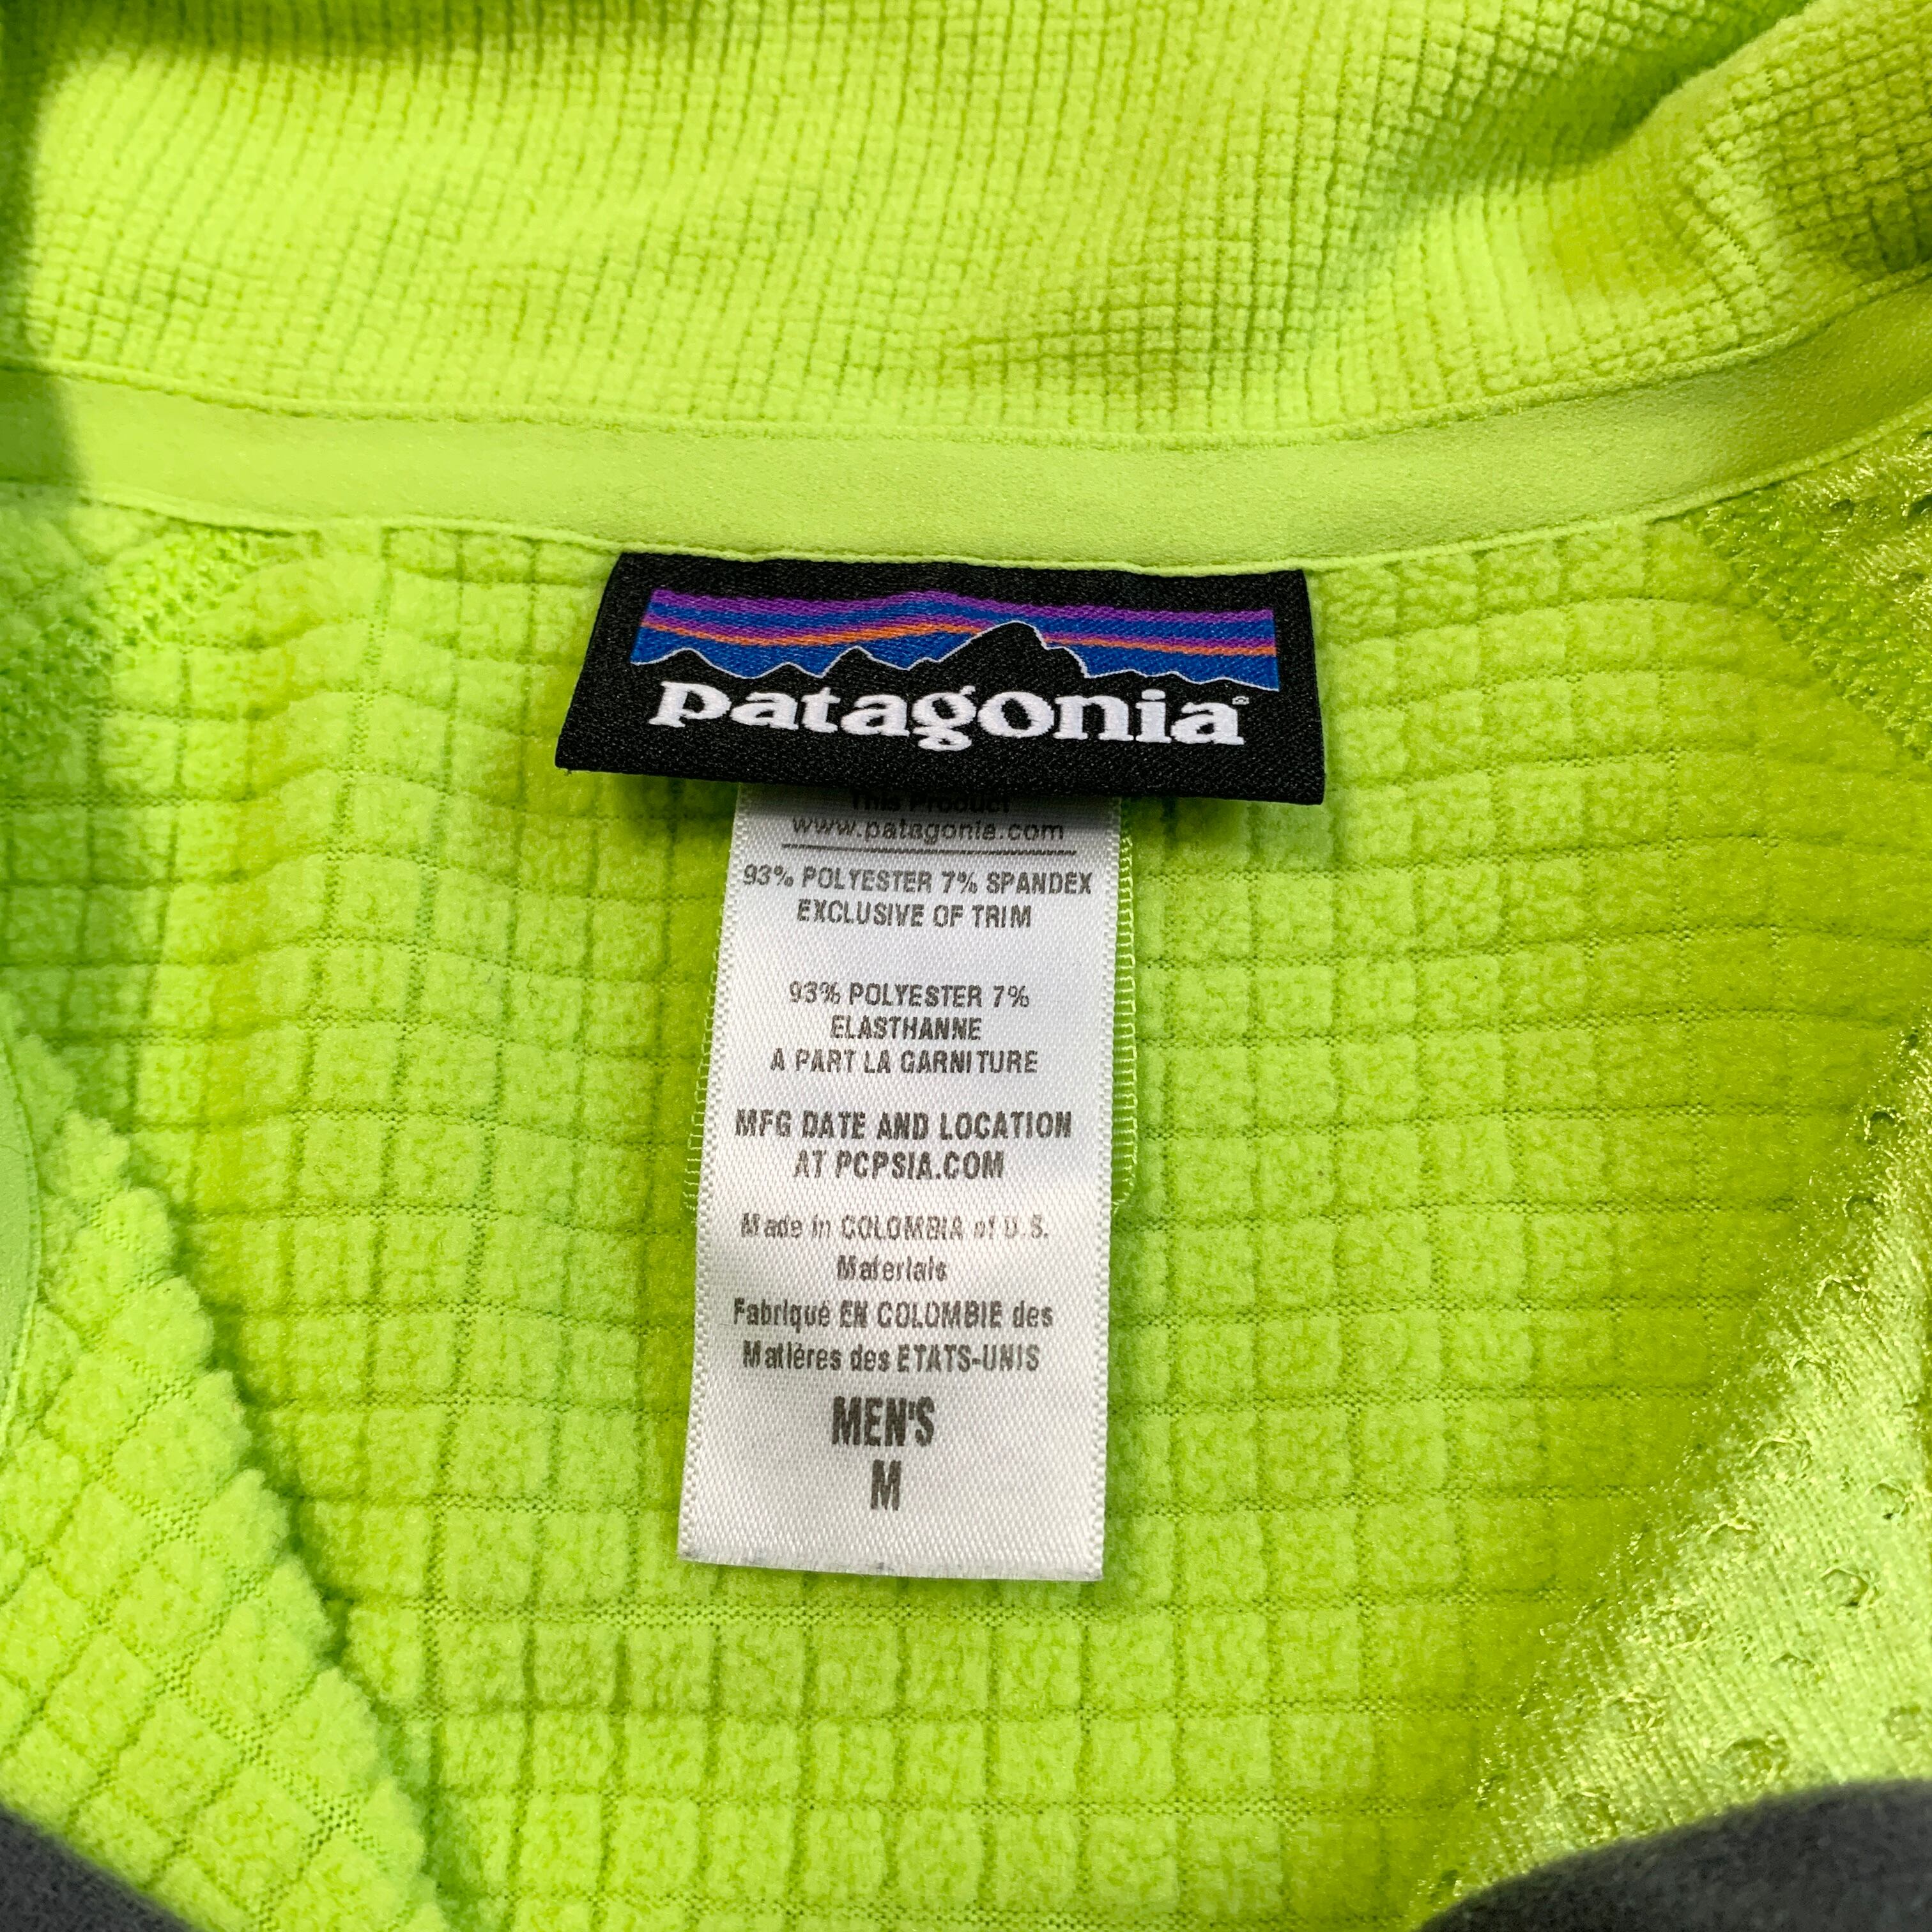 patagonia®
This Product
www.patagonia.com
93% POLYESTER 7% SPANDEX
EXCLUSIVE OF TRIM
93% POLYESTER 7%
ELASTHANNE
A PART LA GARNITURE
MFG DATE AND LOCATION
AT PCPSIA.COM
Made in COLOMBIA of U.S.
Materials
Fabriqué EN COLOMBIE des
Matières des ETATS-UNIS
MEN'S
M